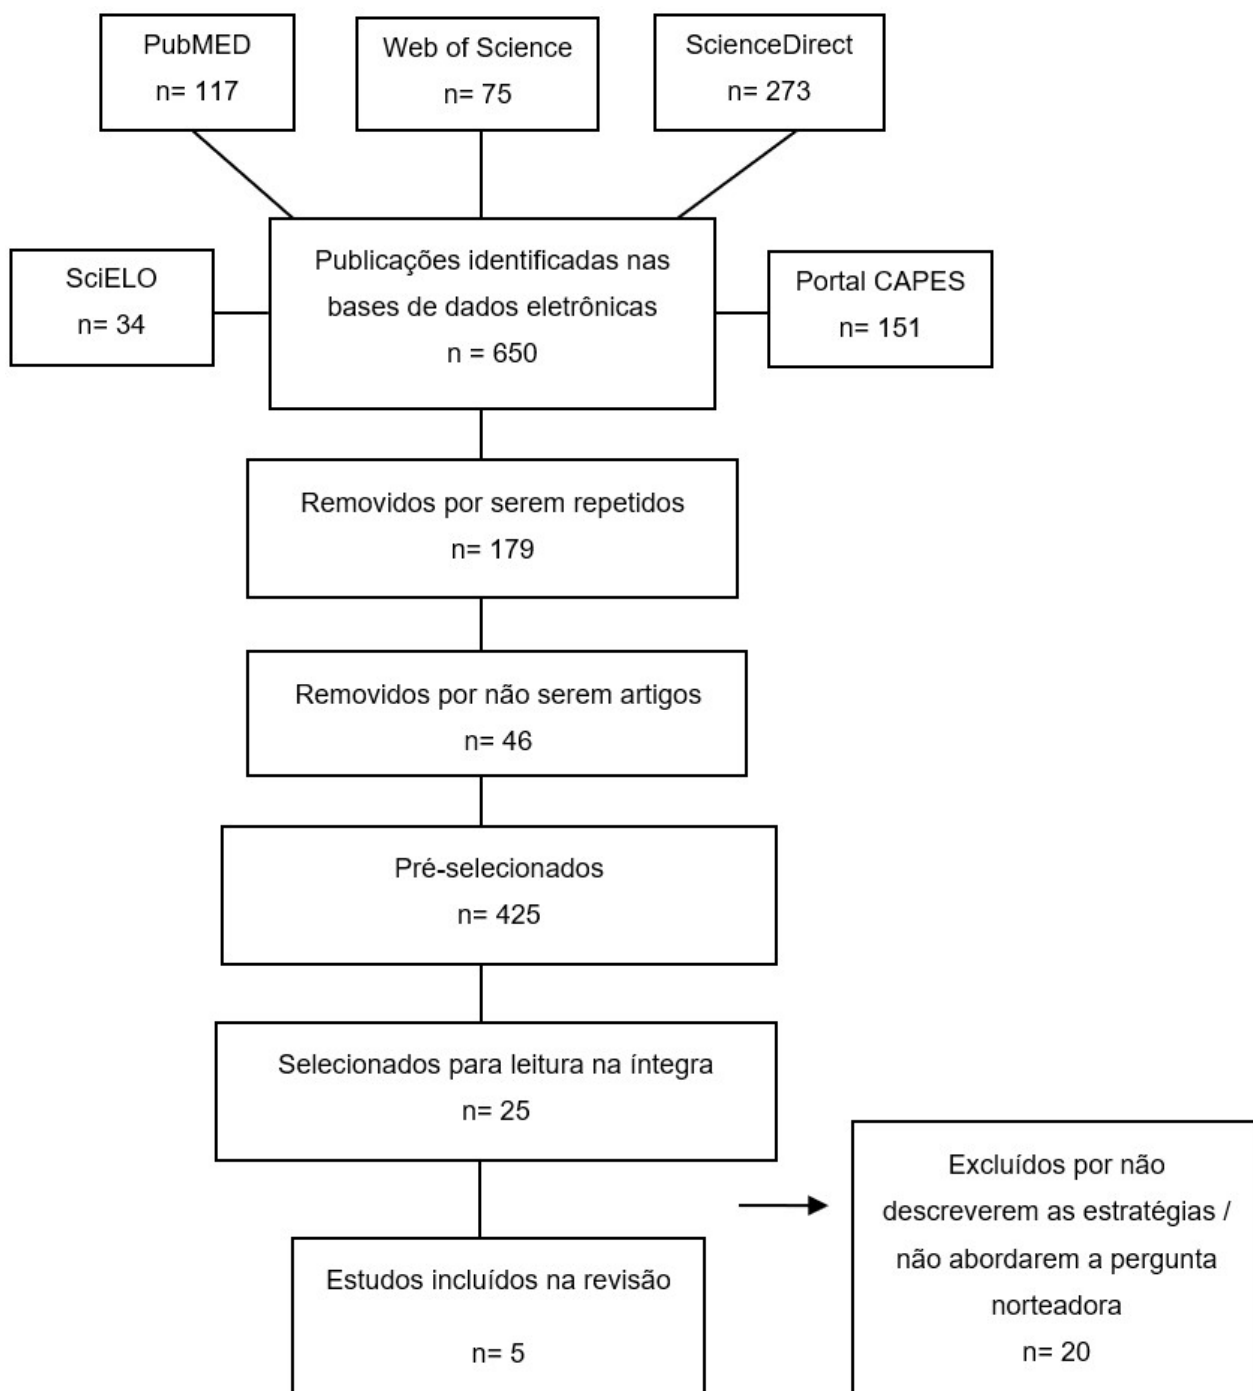 PubMED
n= 117
Web of Science
n= 75
ScienceDirect
n= 273
SciELO
n= 34
Publicações identificadas nas
bases de dados eletrônicas
n = 650
Portal CAPES
n= 151
Removidos por serem repetidos
n= 179
Removidos por não serem artigos
n= 46
Pré-selecionados
n= 425
Selecionados para leitura na íntegra
n= 25
Excluídos por não
descreverem as estratégias /
não abordarem a pergunta
norteadora
n= 20
Estudos incluídos na revisão
n= 5